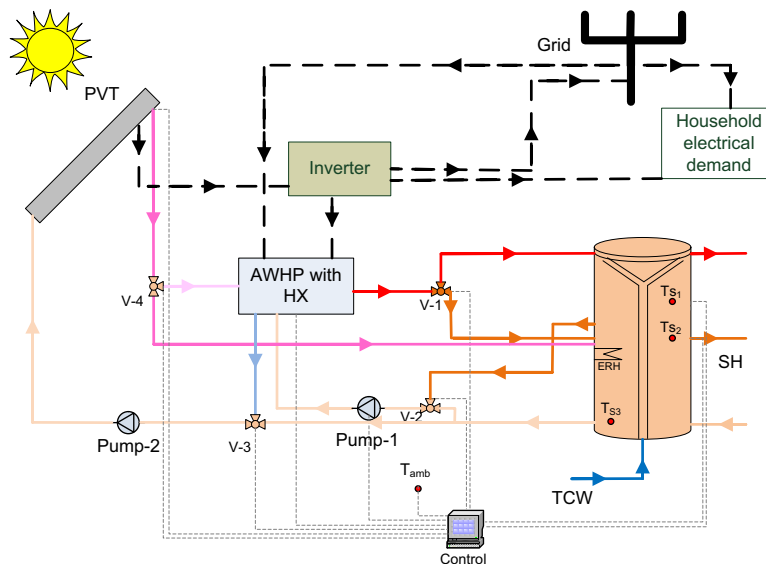 Grid
PVT
Household
electrical
demand
Inverter
AWHP with
HX
V-4
V-1
Ts1
Ts2
SH
ERH
TS3
V-2
Pump-1
Pump-2
V-3
Tamb
TCW
Control